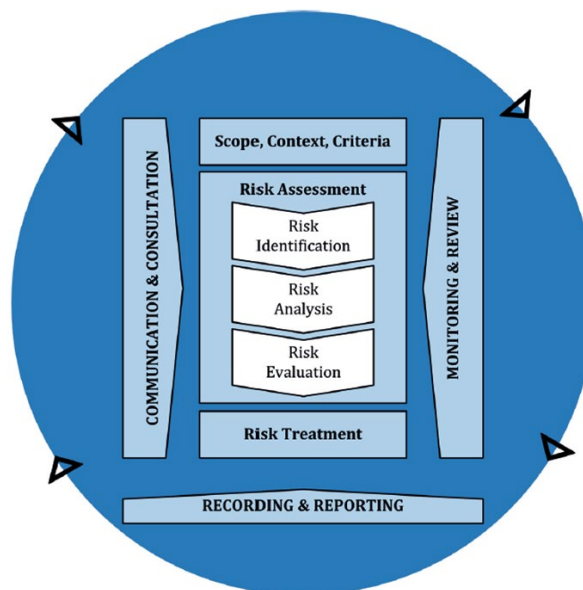 Scope, Context, Criteria
Risk Assessment
Risk
Identification
Risk
Analysis
Risk
Evaluation
Risk Treatment
COMMUNICATION & CONSULTATION
MONITORING & REVIEW
RECORDING & REPORTING